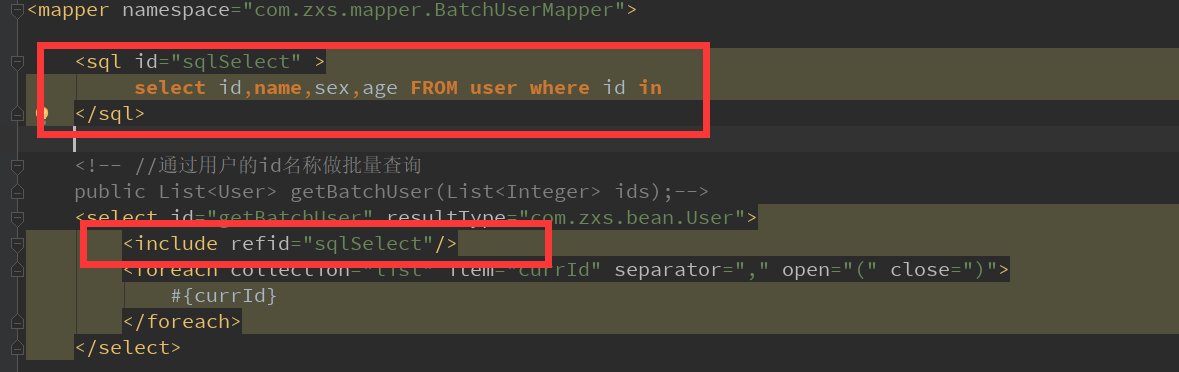 <mapper namespace="com.zxs.mapper.BatchUserMapper">
<sql id="sqlSelect" >
select id,name,sex,age FROM user where id in
</sql>
<!-- //通过用户的id名称做批量查询
public List<User> getBatchUser(List<Integer> ids);-->
<select id="getBatchUser" resultType="com.zxs.bean.User">
<include refid="sqlSelect"/>
<foreach collection="list" item="currId" separator="," open="(" close=")">
#{currId}
</foreach>
</select>